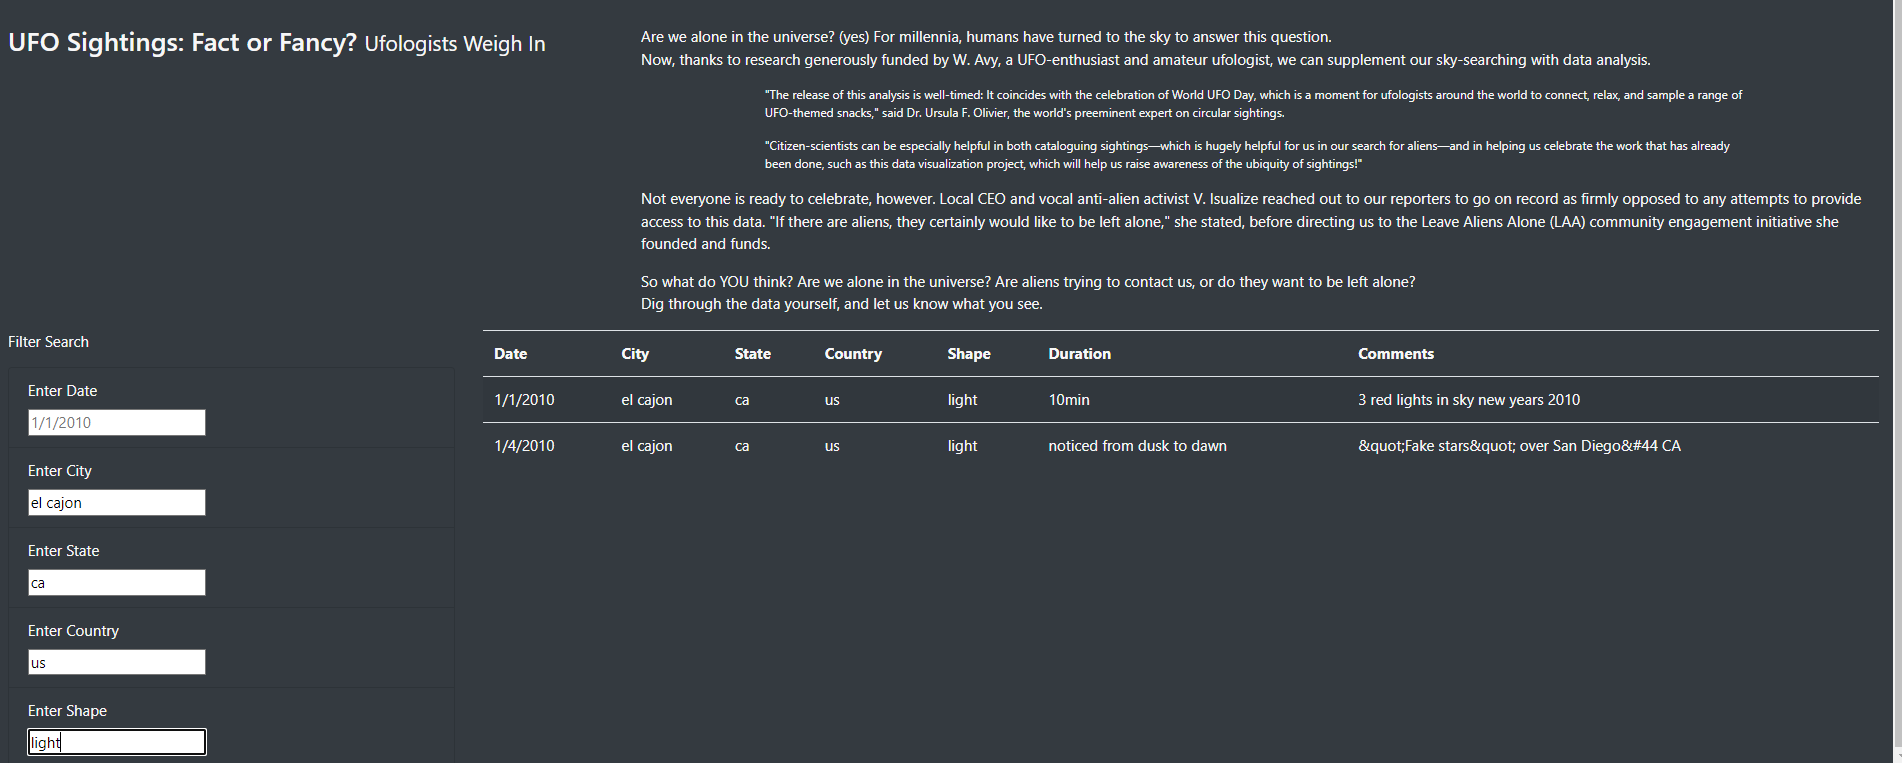 UFO Sightings: Fact or Fancy? Ufologists Weigh In
Are we alone in the universe? (yes) For millennia, humans have turned to the sky to answer this question.
Now, thanks to research generously funded by W. Avy, a UFO-enthusiast and amateur ufologist, we can supplement our sky-searching with data analysis.
"The release of this analysis is well-timed: It coincides with the celebration of World UFO Day, which is a moment for ufologists around the world to connect, relax, and sample a range of
UFO-themed snacks," said Dr. Ursula F. Olivier, the world's preeminent expert on circular sightings.
"Citizen-scientists can be especially helpful in both cataloguing sightings—which is hugely helpful for us in our search for aliens—and in helping us celebrate the work that has already
been done, such as this data visualization project, which will help us raise awareness of the ubiquity of sightings!"
Not everyone is ready to celebrate, however. Local CEO and vocal anti-alien activist V. Isualize reached out to our reporters to go on record as firmly opposed to any attempts to provide
access to this data. "If there are aliens, they certainly would like to be left alone," she stated, before directing us to the Leave Aliens Alone (LAA) community engagement initiative she
founded and funds.
So what do YOU think? Are we alone in the universe? Are aliens trying to contact us, or do they want to be left alone?
Dig through the data yourself, and let us know what you see.
Filter Search
Enter Date
1/1/2010
Enter City
el cajon
Enter State
ca
Enter Country
us
Enter Shape
light
Date City State Country Shape Duration Comments
1/1/2010 el cajon ca us light 10min 3 red lights in sky new years 2010
1/4/2010 el cajon ca us light noticed from dusk to dawn &quot;Fake stars&quot; over San Diego&#44 CA